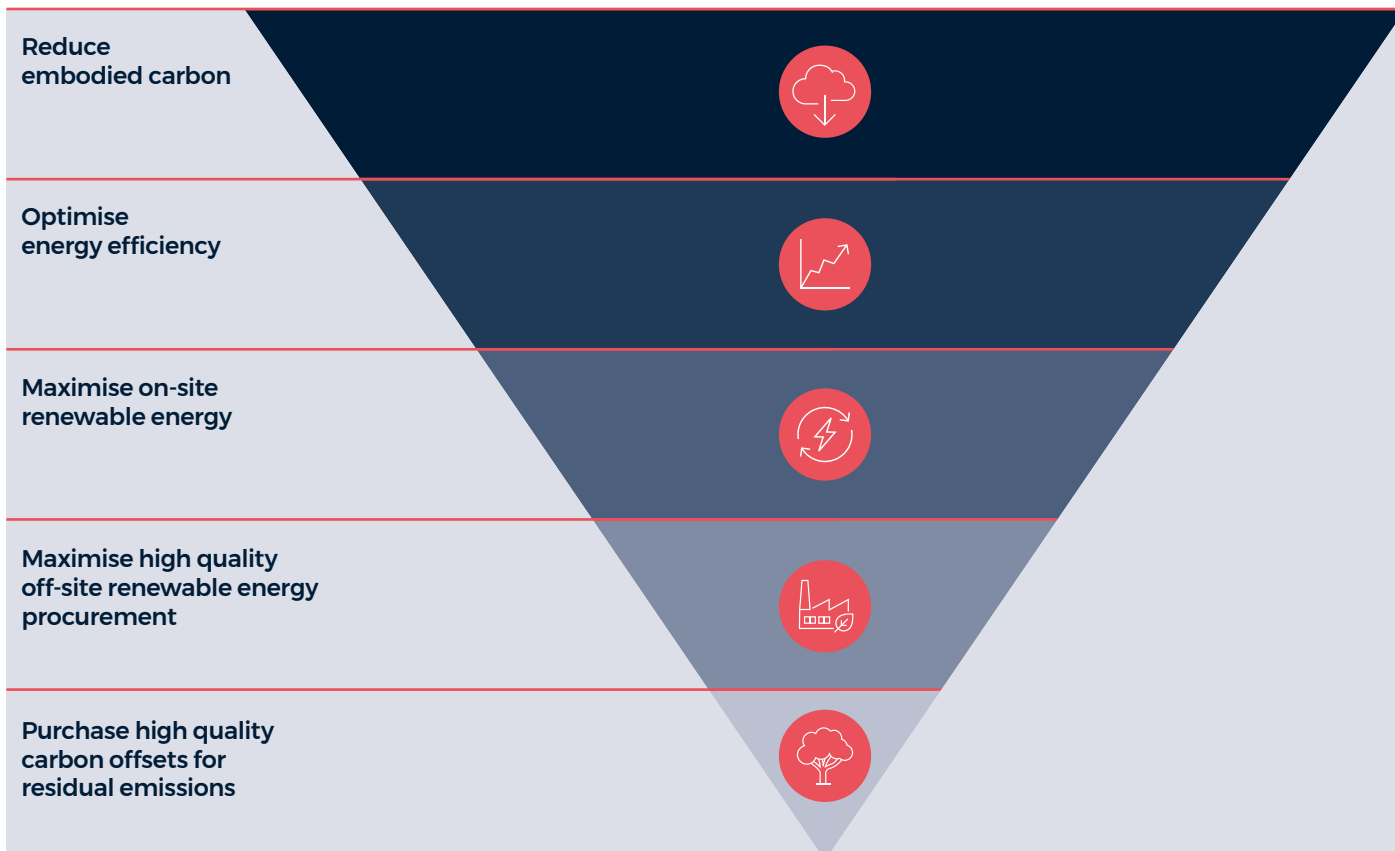 Reduce
embodied carbon
Optimise
energy efficiency
Maximise on-site
renewable energy
Maximise high quality
off-site renewable energy
procurement
Purchase high quality
carbon offsets for
residual emissions